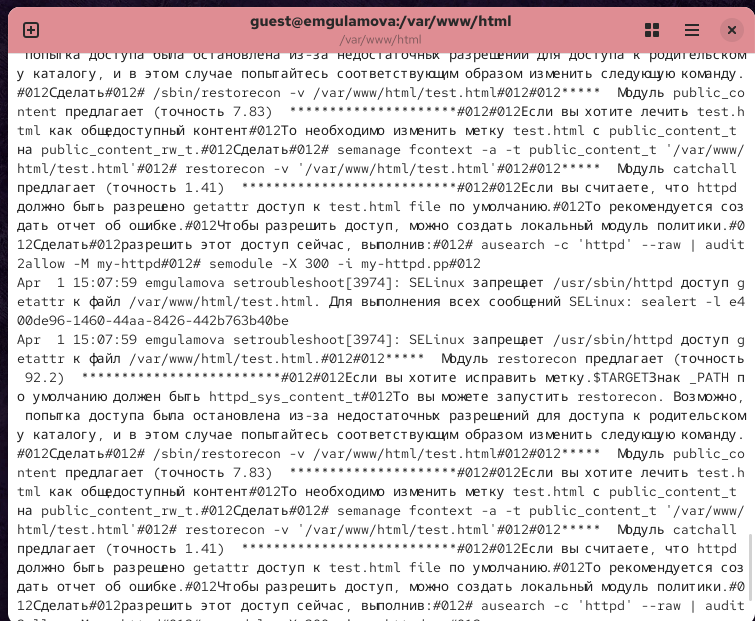 guest@emgulamova:/var/www/html
/var/www/html
попытка доступа была остановлена из-за недостаточных разрешений для доступа к родительском
у каталогу, и в этом случае попытайтесь соответствующим образом изменить следующую команду.
#012Сделать#012# /sbin/restorecon -v /var/www/html/test.html#012#012*****  Модуль public_co
ntent предлагает (точность 7.83)  *********************#012#012Если вы хотите лечить test.h
tml как общедоступный контент#012То необходимо изменить метку test.html с public_content_t
на public_content_rw_t.#012Сделать#012# semanage fcontext -a -t public_content_t '/var/www/
html/test.html'#012# restorecon -v '/var/www/html/test.html'#012#012*****  Модуль catchall
предлагает (точность 1.41)  ***************************#012#012Если вы считаете, что httpd
должно быть разрешено getattr доступ к test.html file по умолчанию.#012То рекомендуется соз
дать отчет об ошибке.#012Чтобы разрешить доступ, можно создать локальный модуль политики.#0
12Сделать#012разрешить этот доступ сейчас, выполнив:#012# ausearch -c 'httpd' --raw | audit
2allow -M my-httpd#012# semodule -X 300 -i my-httpd.pp#012
Apr  1 15:07:59 emgulamova setroubleshoot[3974]: SELinux запрещает /usr/sbin/httpd доступ g
etattr к файл /var/www/html/test.html. Для выполнения всех сообщений SELinux: sealert -l e4
00de96-1460-44aa-8426-442b763b40be
Apr  1 15:07:59 emgulamova setroubleshoot[3974]: SELinux запрещает /usr/sbin/httpd доступ g
etattr к файл /var/www/html/test.html.#012#012*****  Модуль restorecon предлагает (точность
92.2)  *************************#012#012Если вы хотите исправить метку.$TARGETЗнак _PATH п
о умолчанию должен быть httpd_sys_content_t#012То вы можете запустить restorecon. Возможно,
попытка доступа была остановлена из-за недостаточных разрешений для доступа к родительском
у каталогу, и в этом случае попытайтесь соответствующим образом изменить следующую команду.
#012Сделать#012# /sbin/restorecon -v /var/www/html/test.html#012#012*****  Модуль public_co
ntent предлагает (точность 7.83)  *********************#012#012Если вы хотите лечить test.h
tml как общедоступный контент#012То необходимо изменить метку test.html с public_content_t
на public_content_rw_t.#012Сделать#012# semanage fcontext -a -t public_content_t '/var/www/
html/test.html'#012# restorecon -v '/var/www/html/test.html'#012#012*****  Модуль catchall
предлагает (точность 1.41)  ***************************#012#012Если вы считаете, что httpd
должно быть разрешено getattr доступ к test.html file по умолчанию.#012То рекомендуется соз
дать отчет об ошибке.#012Чтобы разрешить доступ, можно создать локальный модуль политики.#0
12Сделать#012разрешить этот доступ сейчас, выполнив:#012# ausearch -c 'httpd' --raw | audit